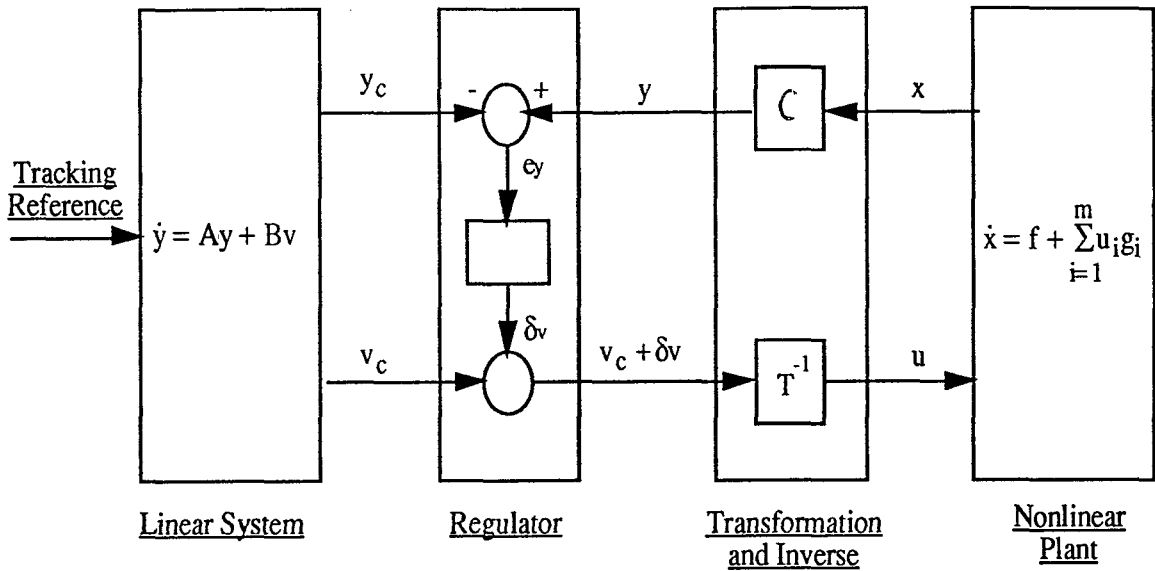 y_c
-
+
y
C
x
e_y
Tracking
Reference
ẏ = Ay + Bv
ẋ = f + Σ_{i=1}^{m} u_i g_i
δ_v
v_c
v_c + δv
T^{-1}
u
Linear System
Regulator
Transformation
and Inverse
Nonlinear
Plant